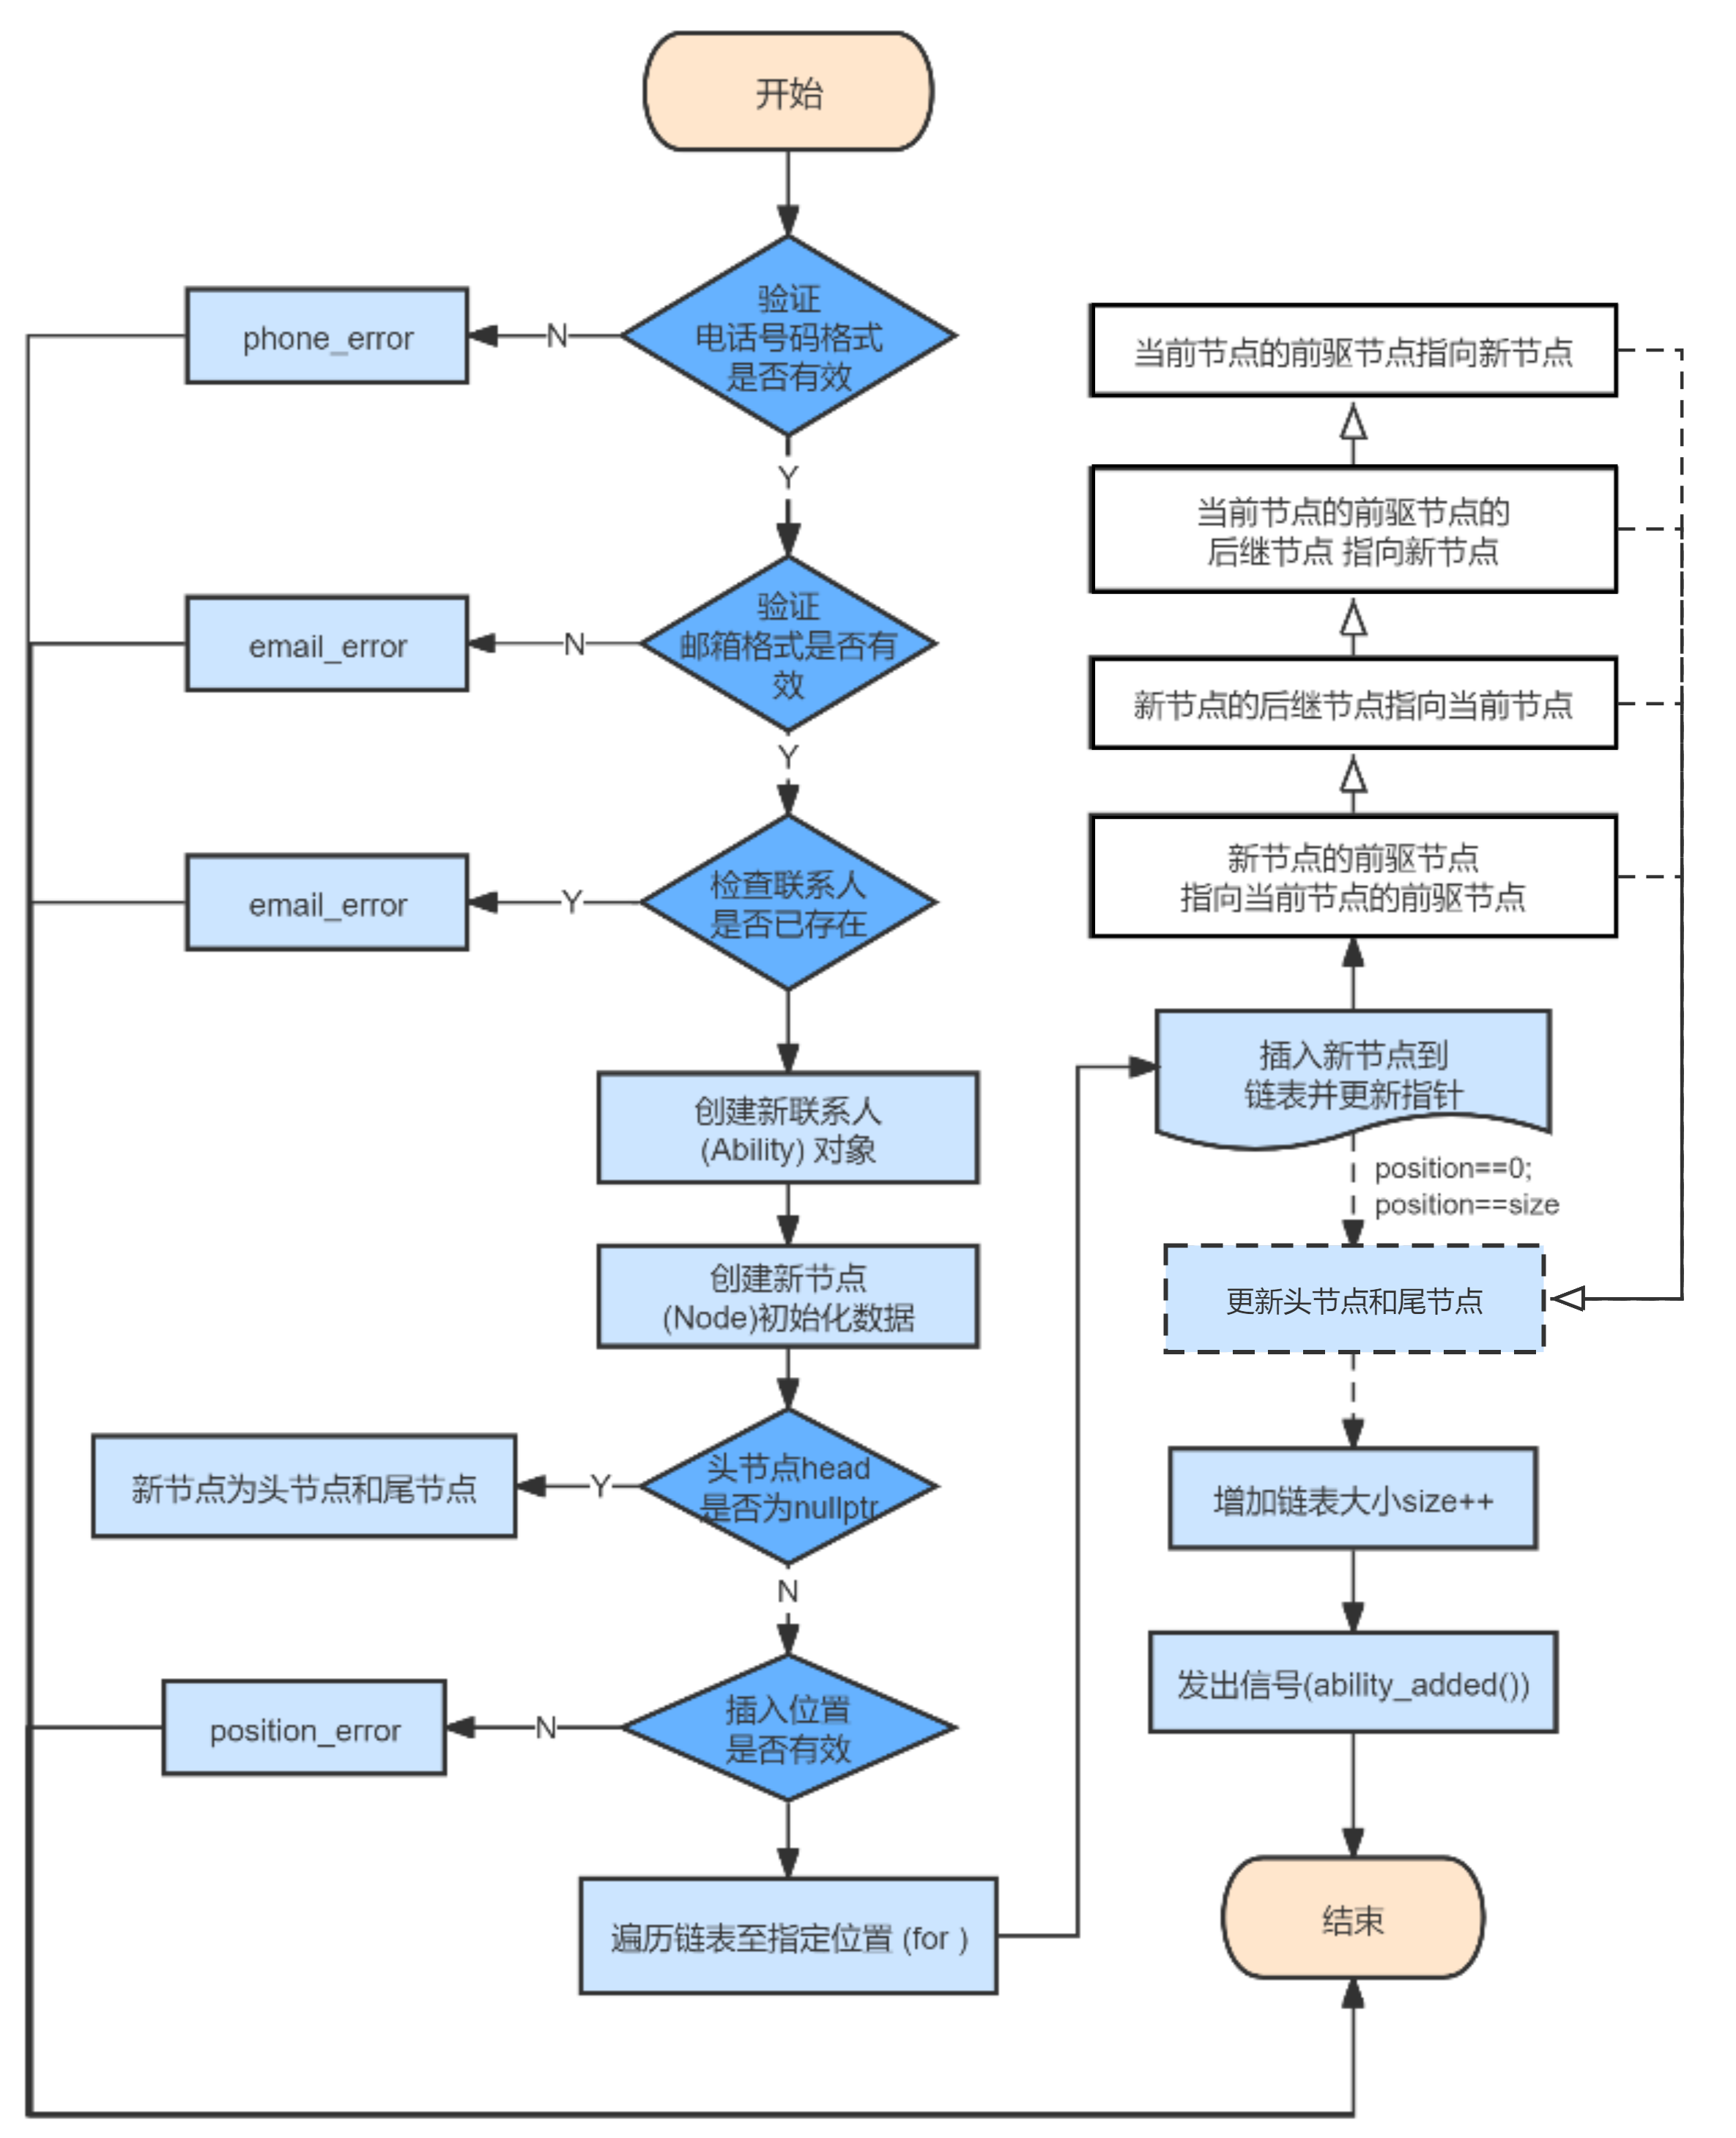 开始
验证
电话号码格式
是否有效
N
phone_error
Y
验证
邮箱格式是否有
效
N
email_error
Y
检查联系人
是否已存在
Y
email_error
创建新联系人
(Ability) 对象
创建新节点
(Node)初始化数据
头节点head
是否为nullptr
Y
新节点为头节点和尾节点
N
插入位置
是否有效
N
position_error
遍历链表至指定位置 (for )
插入新节点到
链表并更新指针
新节点的前驱节点
指向当前节点的前驱节点
新节点的后继节点指向当前节点
当前节点的前驱节点的
后继节点 指向新节点
当前节点的前驱节点指向新节点
position==0;
position==size
更新头节点和尾节点
增加链表大小size++
发出信号(ability_added())
结束